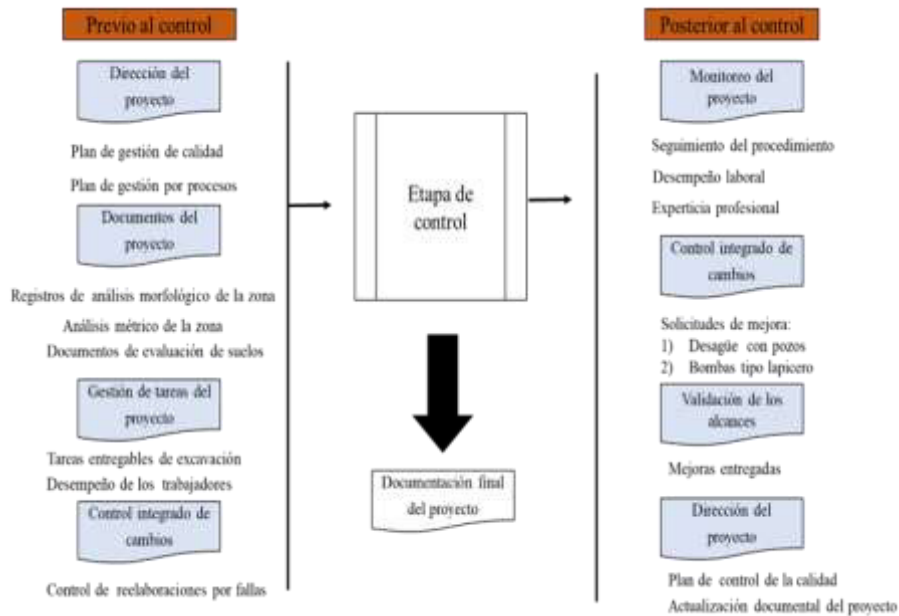 Previo al control
Dirección del
proyecto
Plan de gestión de calidad
Plan de gestión por procesos
Documentos del
proyecto
Registros de análisis morfológico de la zona
Análisis métrico de la zona
Documentos de evaluación de suelos
Gestión de tareas del
proyecto
Tareas entregables de excavación
Desempeño de los trabajadores
Control integrado de
cambios
Control de reelaboraciones por fallas
Etapa de
control
Documentación final
del proyecto
Posterior al control
Monitoreo del
proyecto
Seguimiento del procedimiento
Desempeño laboral
Experticia profesional
Control integrado de
cambios
Solicitudes de mejora:
1) Desagüe con pozos
2) Bombas tipo lapicero
Validación de los
alcances
Mejoras entregadas
Dirección del
proyecto
Plan de control de la calidad
Actualización documental del proyecto